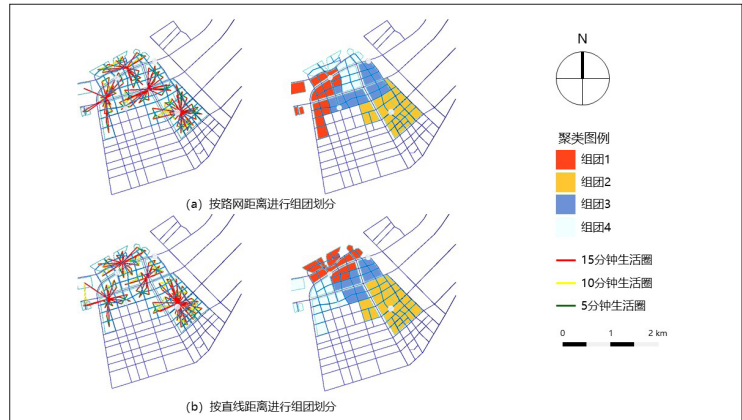 N
聚类图例
组团1
组团2
组团3
组团4
15分钟生活圈
10分钟生活圈
5分钟生活圈
0 1 2 km
（a）按路网距离进行组团划分
（b）按直线距离进行组团划分